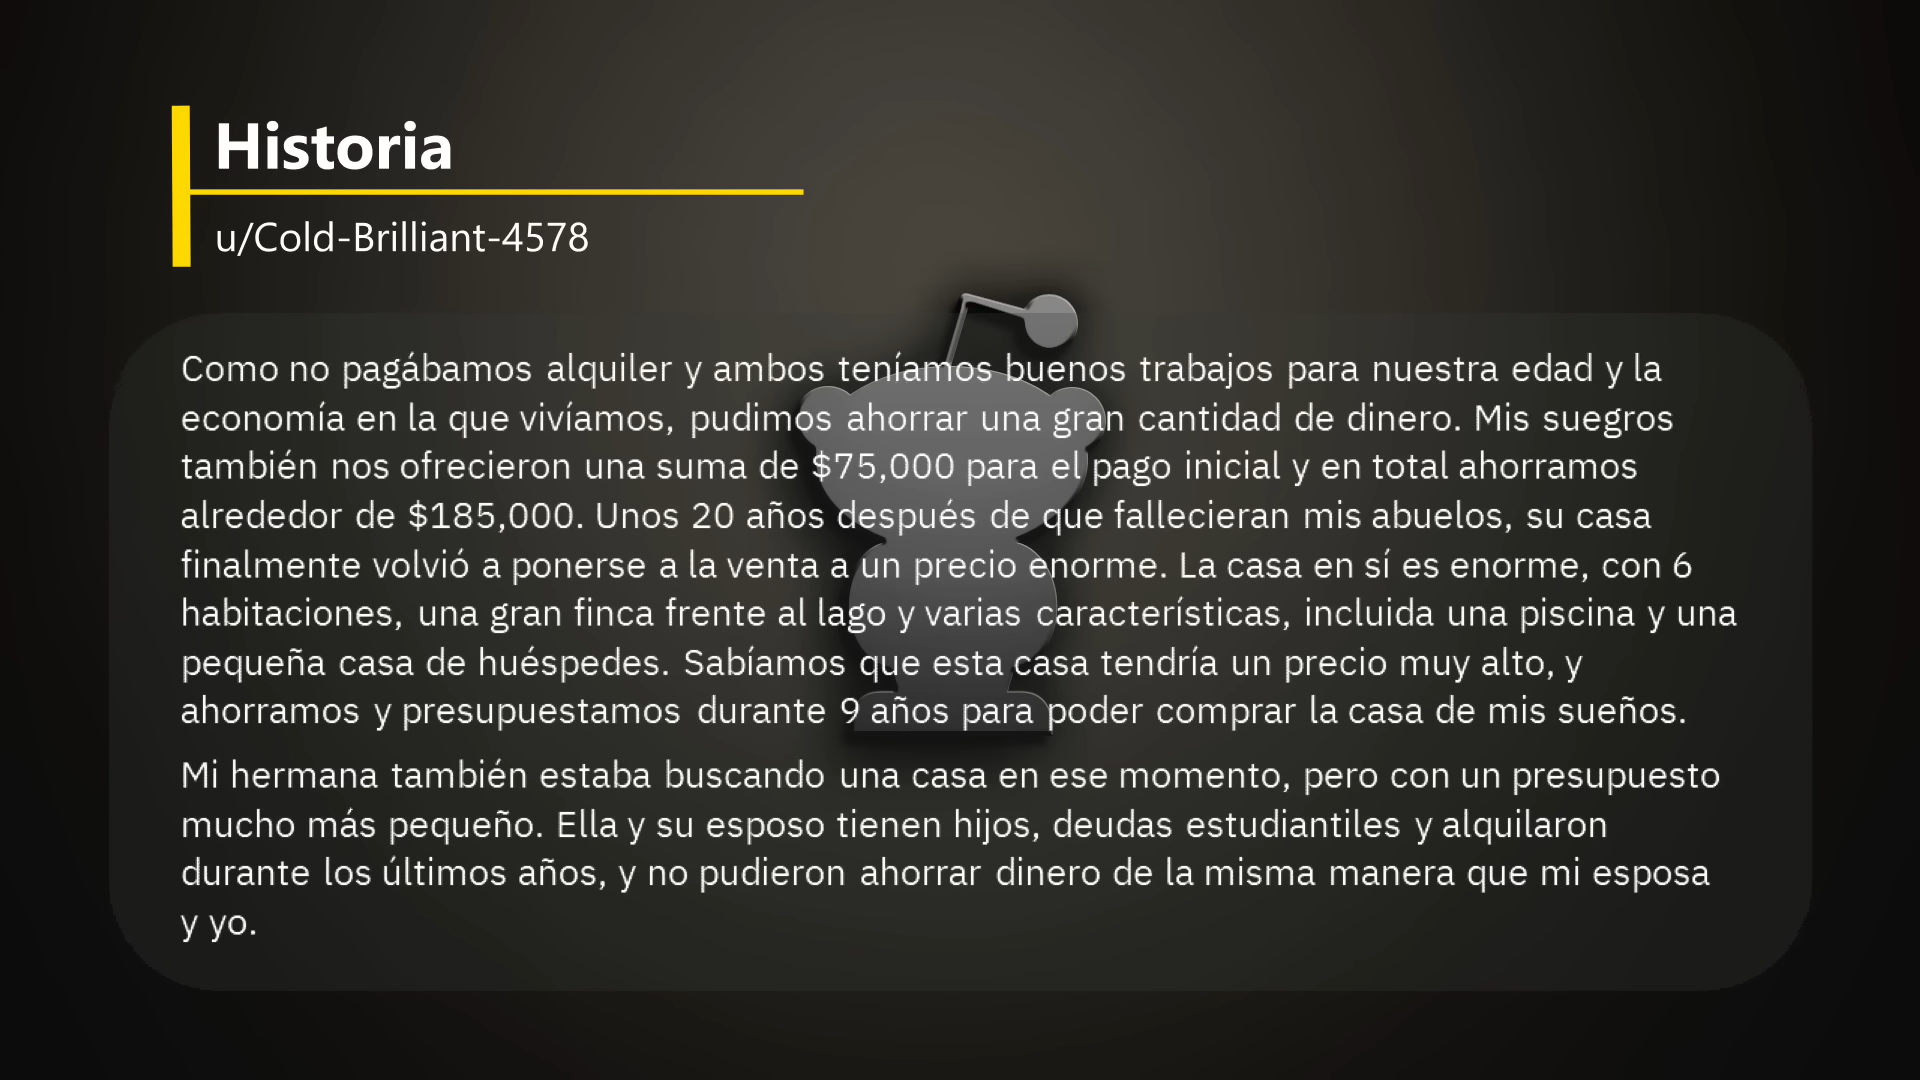 Historia
u/Cold-Brilliant-4578
Como no pagábamos alquiler y ambos teníamos buenos trabajos para nuestra edad y la
economía en la que vivíamos, pudimos ahorrar una gran cantidad de dinero. Mis suegros
también nos ofrecieron una suma de $75,000 para el pago inicial y en total ahorramos
alrededor de $185,000. Unos 20 años después de que fallecieran mis abuelos, su casa
finalmente volvió a ponerse a la venta a un precio enorme. La casa en sí es enorme, con 6
habitaciones, una gran finca frente al lago y varias características, incluida una piscina y una
pequeña casa de huéspedes. Sabíamos que esta casa tendría un precio muy alto, y
ahorramos y presupuestamos durante 9 años para poder comprar la casa de mis sueños.
Mi hermana también estaba buscando una casa en ese momento, pero con un presupuesto
mucho más pequeño. Ella y su esposo tienen hijos, deudas estudiantiles y alquilaron
durante los últimos años, y no pudieron ahorrar dinero de la misma manera que mi esposa
y yo.